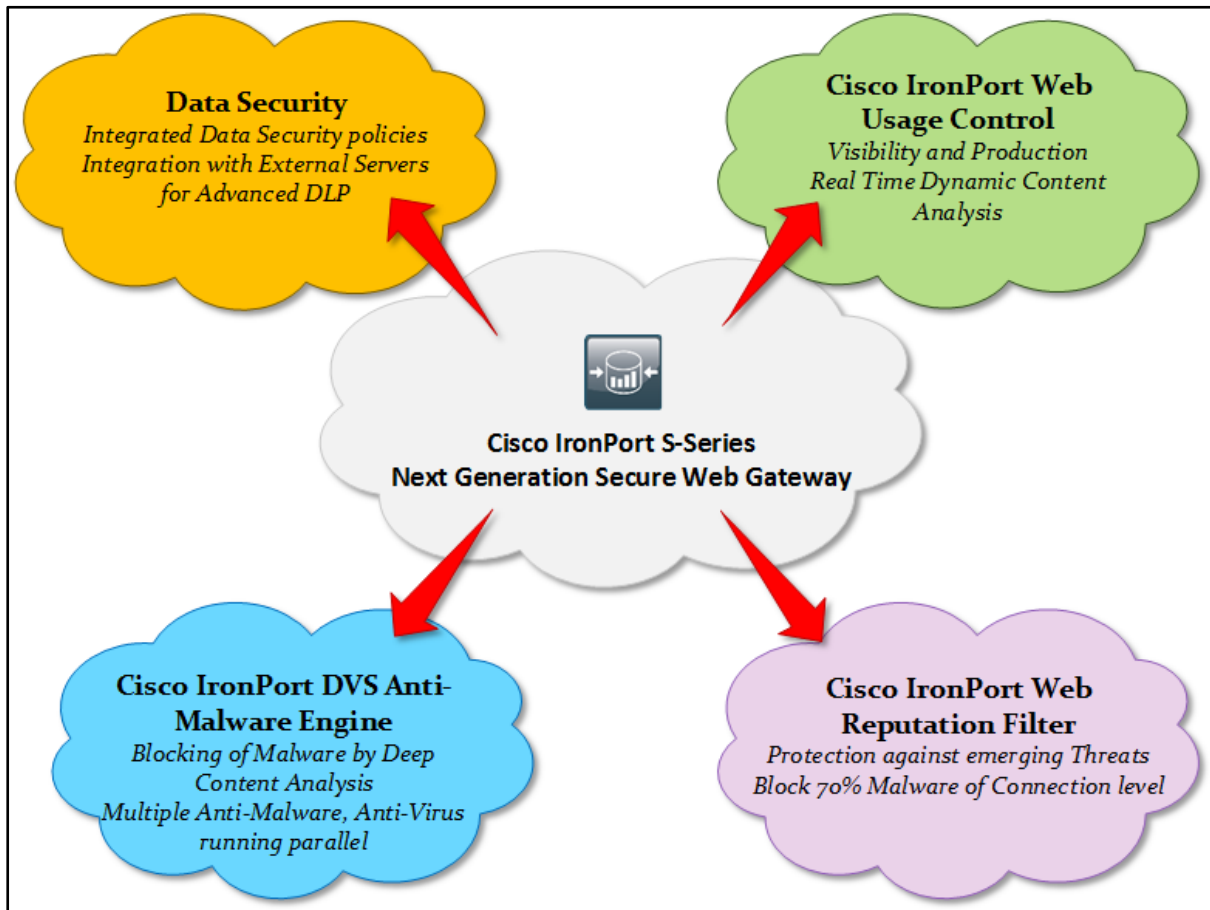 Data Security
Integrated Data Security policies
Integration with External Servers
for Advanced DLP
Cisco IronPort Web
Usage Control
Visibility and Production
Real Time Dynamic Content
Analysis
Cisco IronPort S-Series
Next Generation Secure Web Gateway
Cisco IronPort DVS Anti-
Malware Engine
Blocking of Malware by Deep
Content Analysis
Multiple Anti-Malware, Anti-Virus
running parallel
Cisco IronPort Web
Reputation Filter
Protection against emerging Threats
Block 70% Malware of Connection level